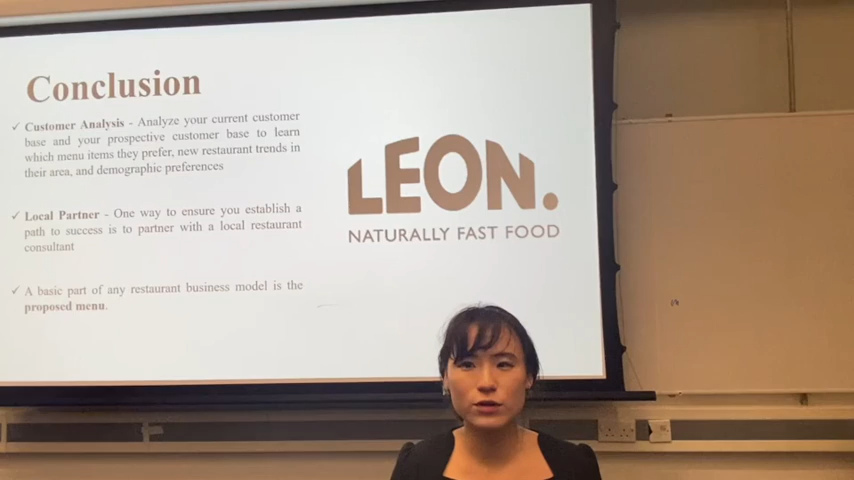 Conclusion
✓ Customer Analysis - Analyze your current customer
base and your prospective customer base to learn
which menu items they prefer, new restaurant trends in
their area, and demographic preferences
✓ Local Partner - One way to ensure you establish a
path to success is to partner with a local restaurant
consultant
✓ A basic part of any restaurant business model is the
proposed menu.
LEON.
NATURALLY FAST FOOD